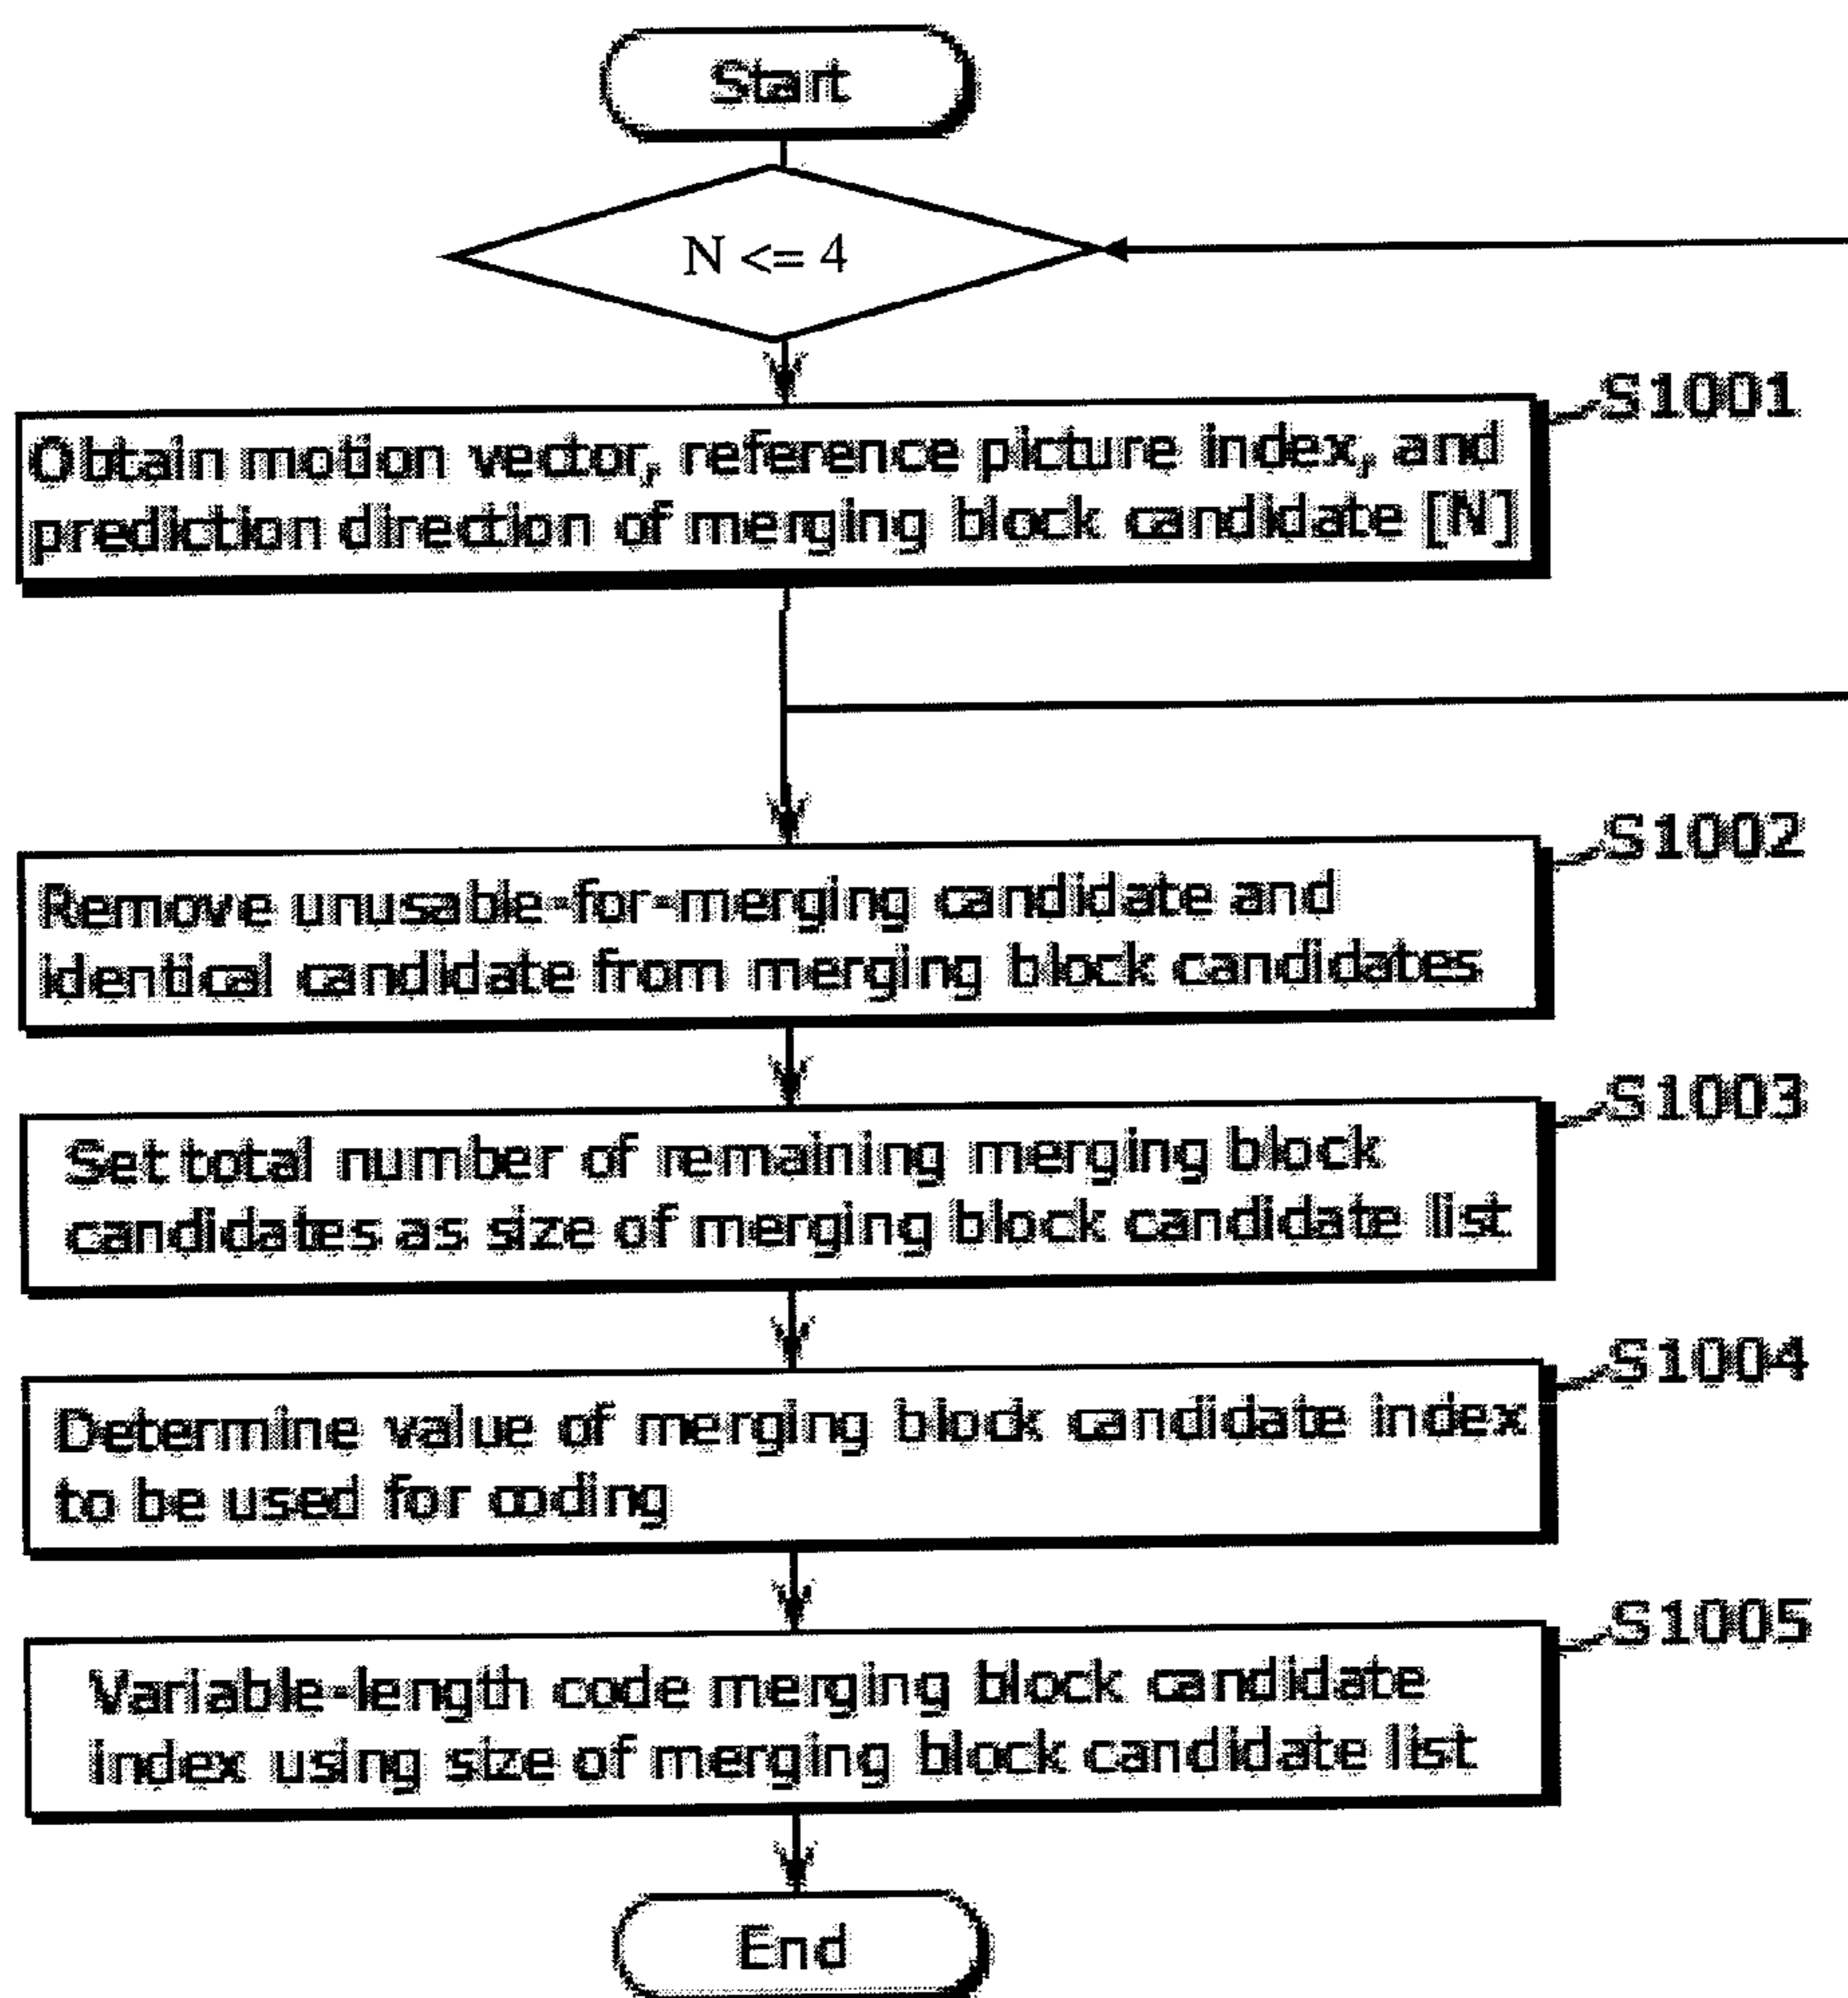 Start
N <= 4
S1001
Obtain motion vector, reference picture index, and
prediction direction of merging block candidate [N]
S1002
Remove unusable-for-merging candidate and
identical candidate from merging block candidates
S1003
Set total number of remaining merging block
candidates as size of merging block candidate list
S1004
Determine value of merging block candidate index
to be used for coding
S1005
Variable-length code merging block candidate
index using size of merging block candidate list
End